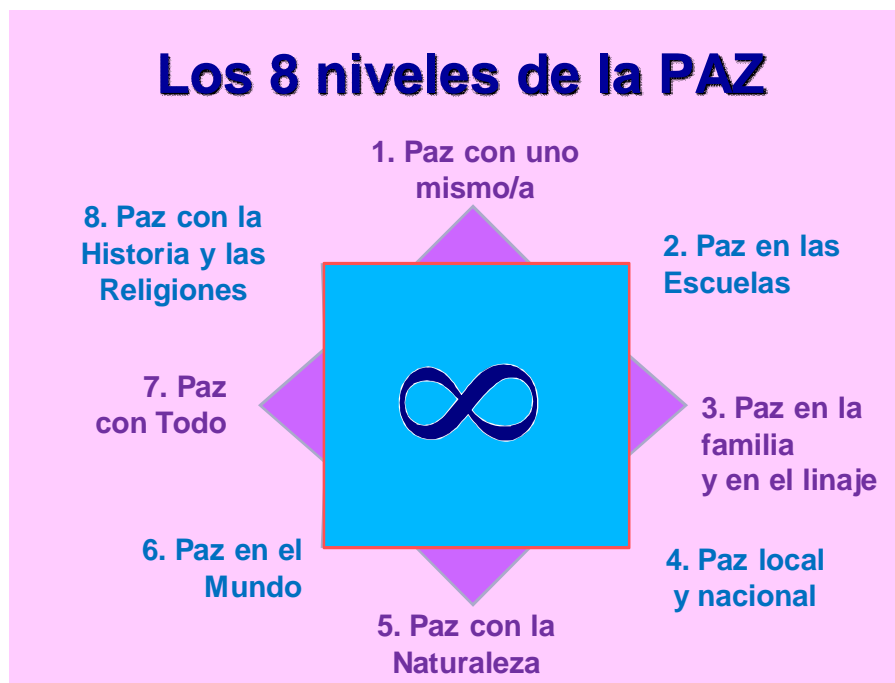 Los 8 niveles de la PAZ
1. Paz con uno
mismo/a
2. Paz en las
Escuelas
3. Paz en la
familia
y en el linaje
4. Paz local
y nacional
5. Paz con la
Naturaleza
6. Paz en el
Mundo
7. Paz
con Todo
8. Paz con la
Historia y las
Religiones
∞